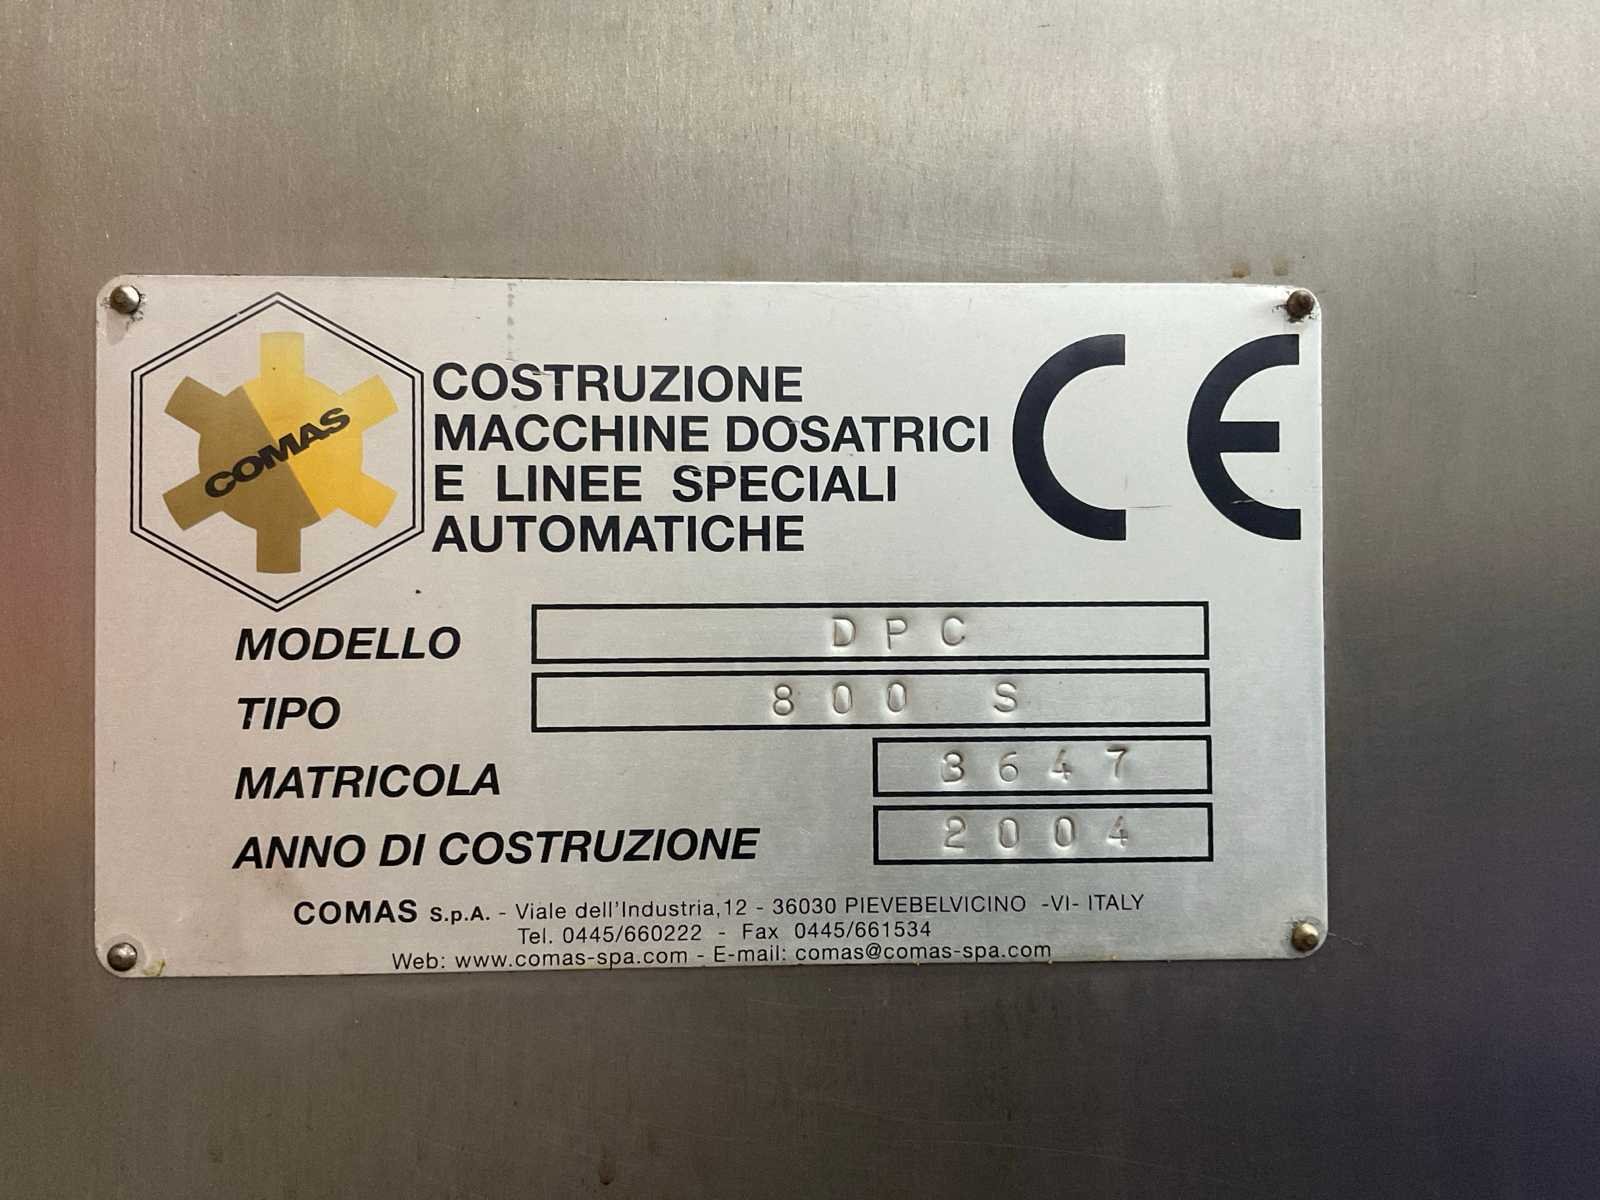 COMAS
COSTRUZIONE
MACCHINE DOSATRICI
E LINEE SPECIALI
AUTOMATICHE
CE
MODELLO DPC
TIPO 800 S
MATRICOLA 3647
ANNO DI COSTRUZIONE 2004
COMAS S.p.A. - Viale dell'Industria,12 - 36030 PIEVEBELVICINO -VI- ITALY
Tel. 0445/660222 - Fax 0445/661534
Web: www.comas-spa.com - E-mail: comas@comas-spa.com